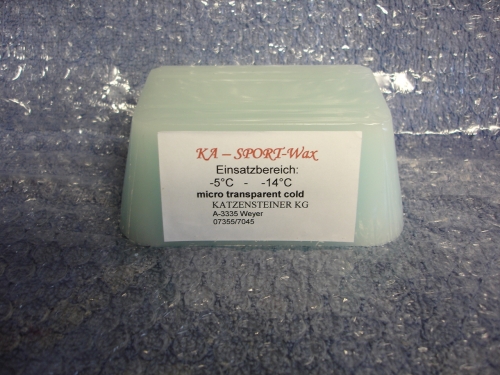 KA – SPORT-Wax
Einsatzbereich:
-5°C - -14°C
micro transparent cold
KATZENSTEINER KG
A-3335 Weyer
07355/7045